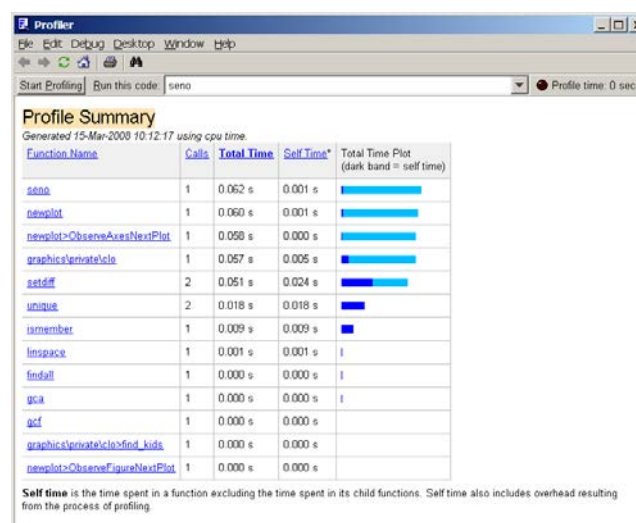 Profiler
File Edit Debug Desktop Window Help
Start Profiling Run this code: seno Profile time: 0 sec
Profile Summary
Generated 15-Mar-2008 10:12:17 using cpu time.
Function Name Calls Total Time Self Time* Total Time Plot
(dark band = self time)
seno 1 0.062 s 0.001 s
newplot 1 0.060 s 0.001 s
newplot>ObserveAxesNextPlot 1 0.058 s 0.000 s
graphics\private\clo 1 0.057 s 0.005 s
setdiff 2 0.051 s 0.024 s
unique 2 0.018 s 0.018 s
ismember 1 0.009 s 0.009 s
linspace 1 0.001 s 0.001 s
findall 1 0.000 s 0.000 s
gca 1 0.000 s 0.000 s
gcf 1 0.000 s 0.000 s
graphics\private\clo>find_kids 1 0.000 s 0.000 s
newplot>ObserveFigureNextPlot 1 0.000 s 0.000 s
Self time is the time spent in a function excluding the time spent in its child functions. Self time also includes overhead resulting
from the process of profiling.